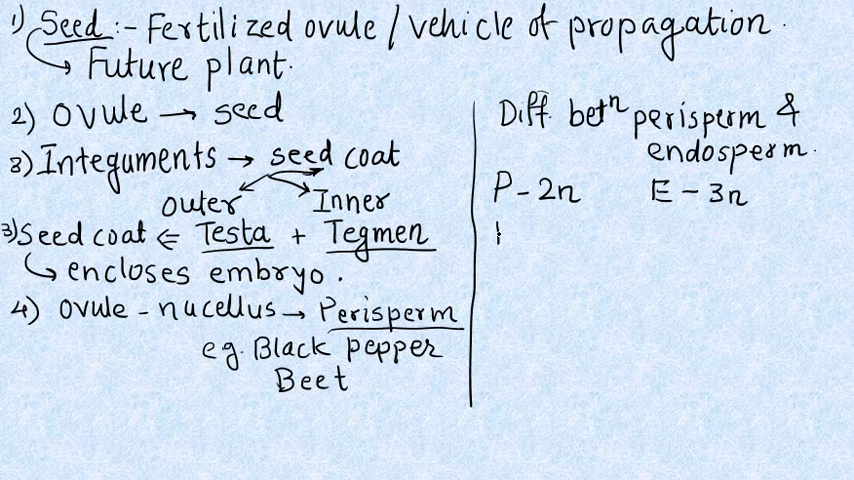 1) Seed :- Fertilized ovule / vehicle of propagation.
Future plant.
2) Ovule → seed
3) Integuments → seed coat
outer Inner
3) Seed coat ⇐ Testa + Tegmen
encloses embryo.
4) Ovule - nucellus → Perisperm
eg. Black pepper
Beet
Diff. betⁿ perisperm &
endosperm.
P - 2n E - 3n